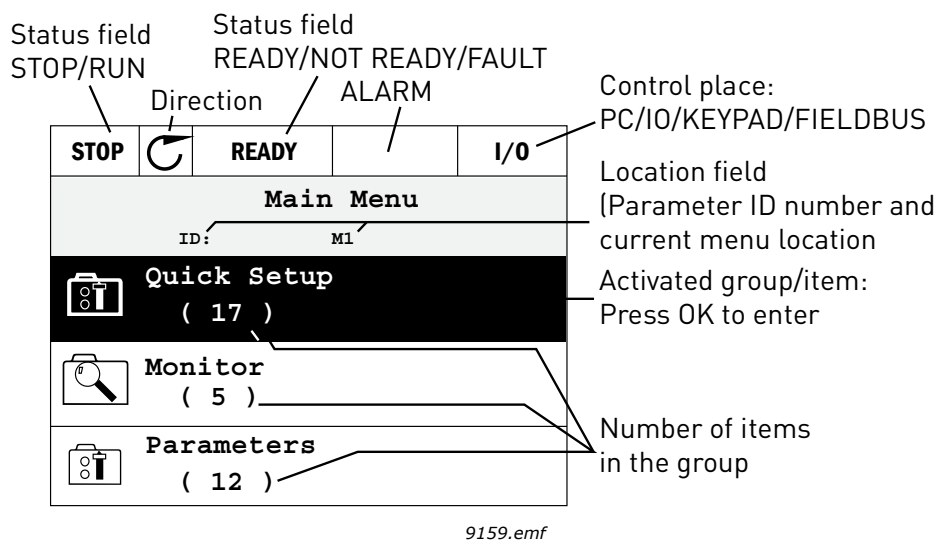 Status field
STOP/RUN
Status field
READY/NOT READY/FAULT
Direction
ALARM
Control place:
PC/IO/KEYPAD/FIELDBUS
STOP
READY
I/O
Location field
(Parameter ID number and
current menu location
Main Menu
ID:
M1
Quick Setup
( 17 )
Activated group/item:
Press OK to enter
Monitor
( 5 )
Parameters
( 12 )
Number of items
in the group
9159.emf